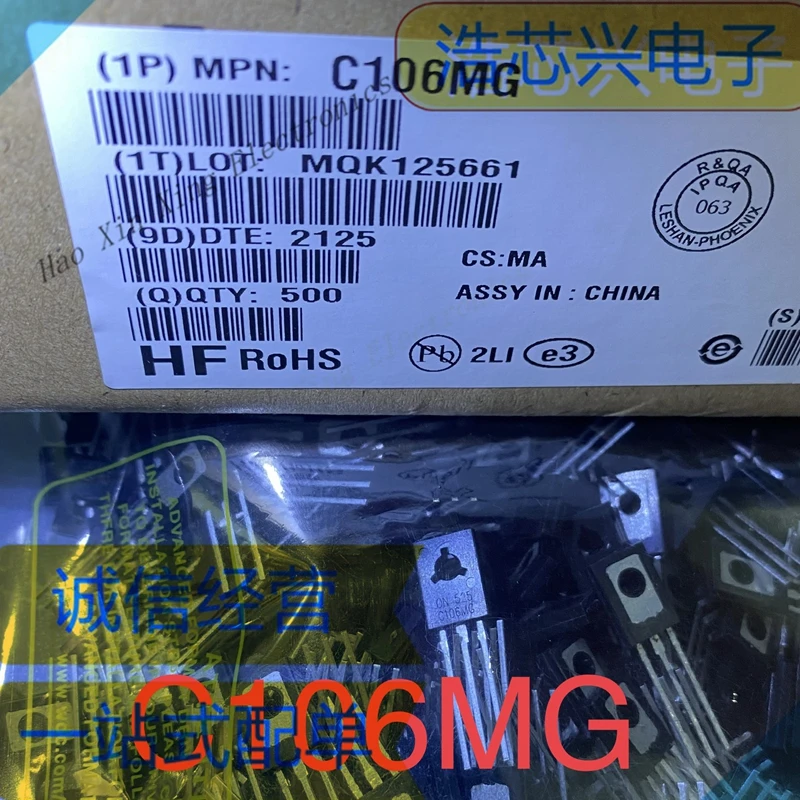 浩芯兴电子
(1P) MPN: C106MG
Hao Xin Xing Electronics
(1T)LOT: MQK125661
R&QA
IPQA
063
LESHAN-PHOENIX
(9D)DTE: 2125
CS:MA
(Q)QTY: 500
ASSY IN : CHINA
(S)
HF RoHS
Pb 2LI e3
ON 525
C106MG
诚信经营
C106MG
一站式配单